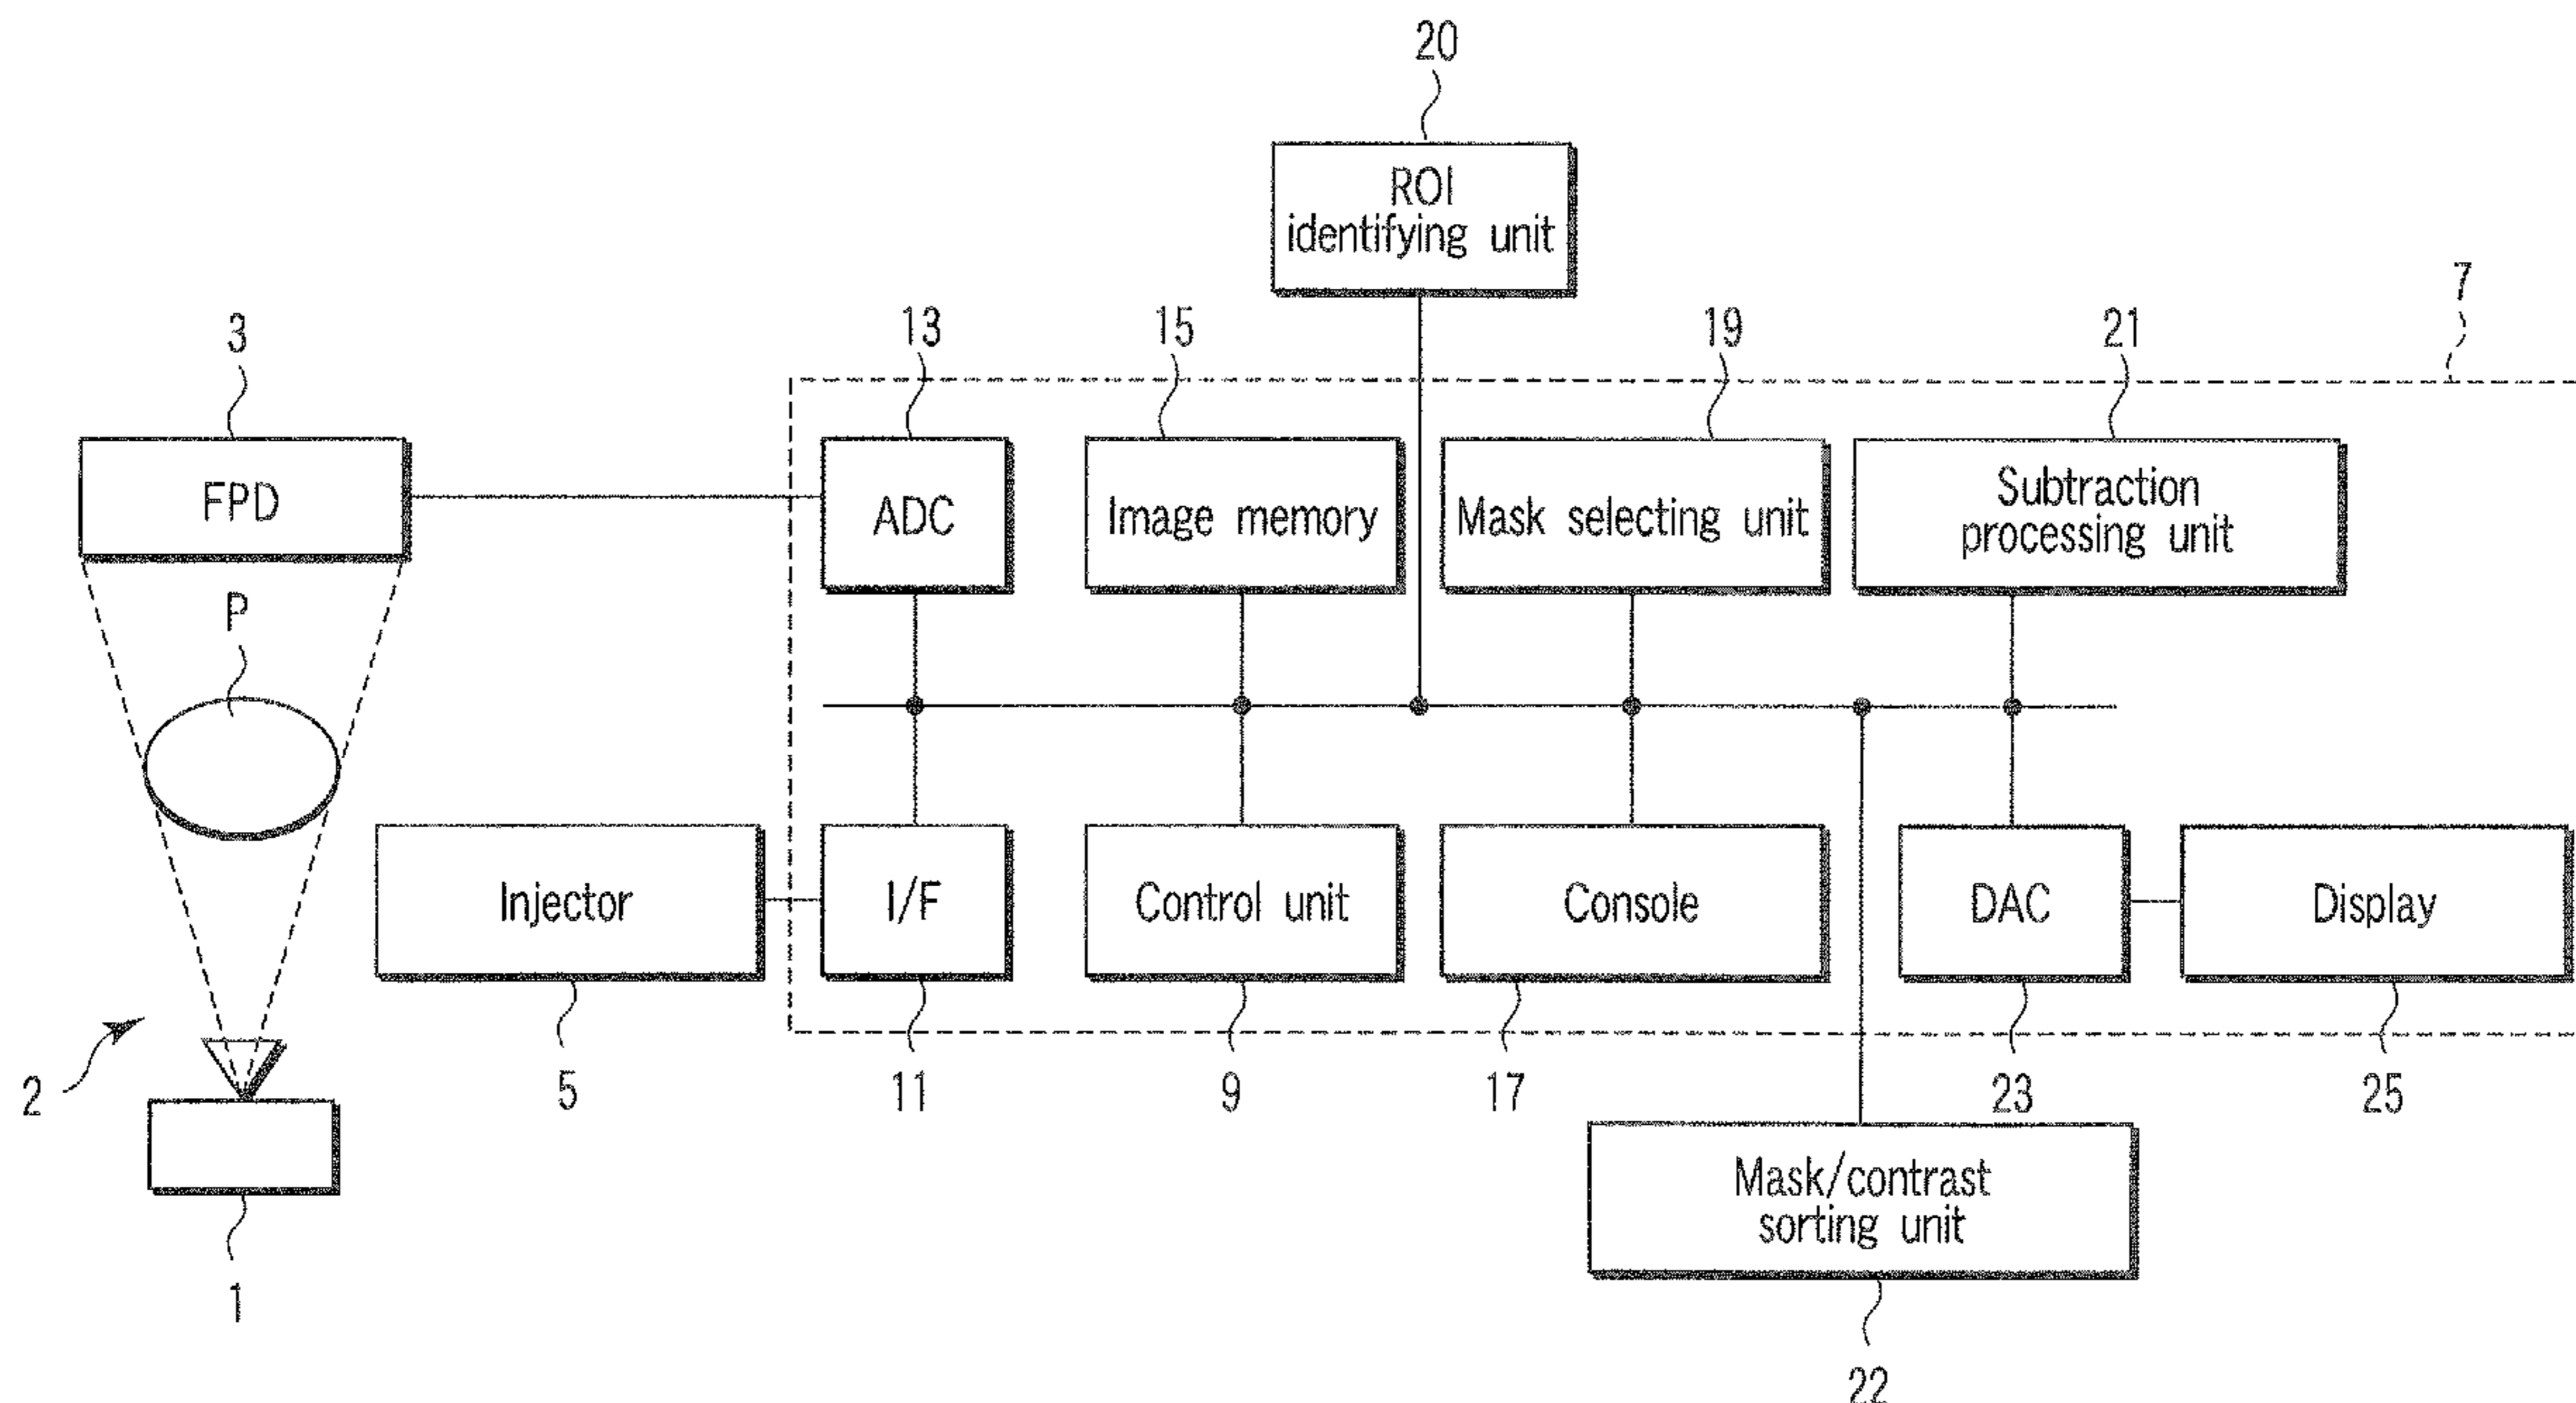 20
ROI
identifying unit
7
3
13
15
19
21
FPD
ADC
Image memory
Mask selecting unit
Subtraction
processing unit
P
Injector
I/F
Control unit
Console
DAC
Display
2
5
11
9
17
23
25
Mask/contrast
sorting unit
1
22